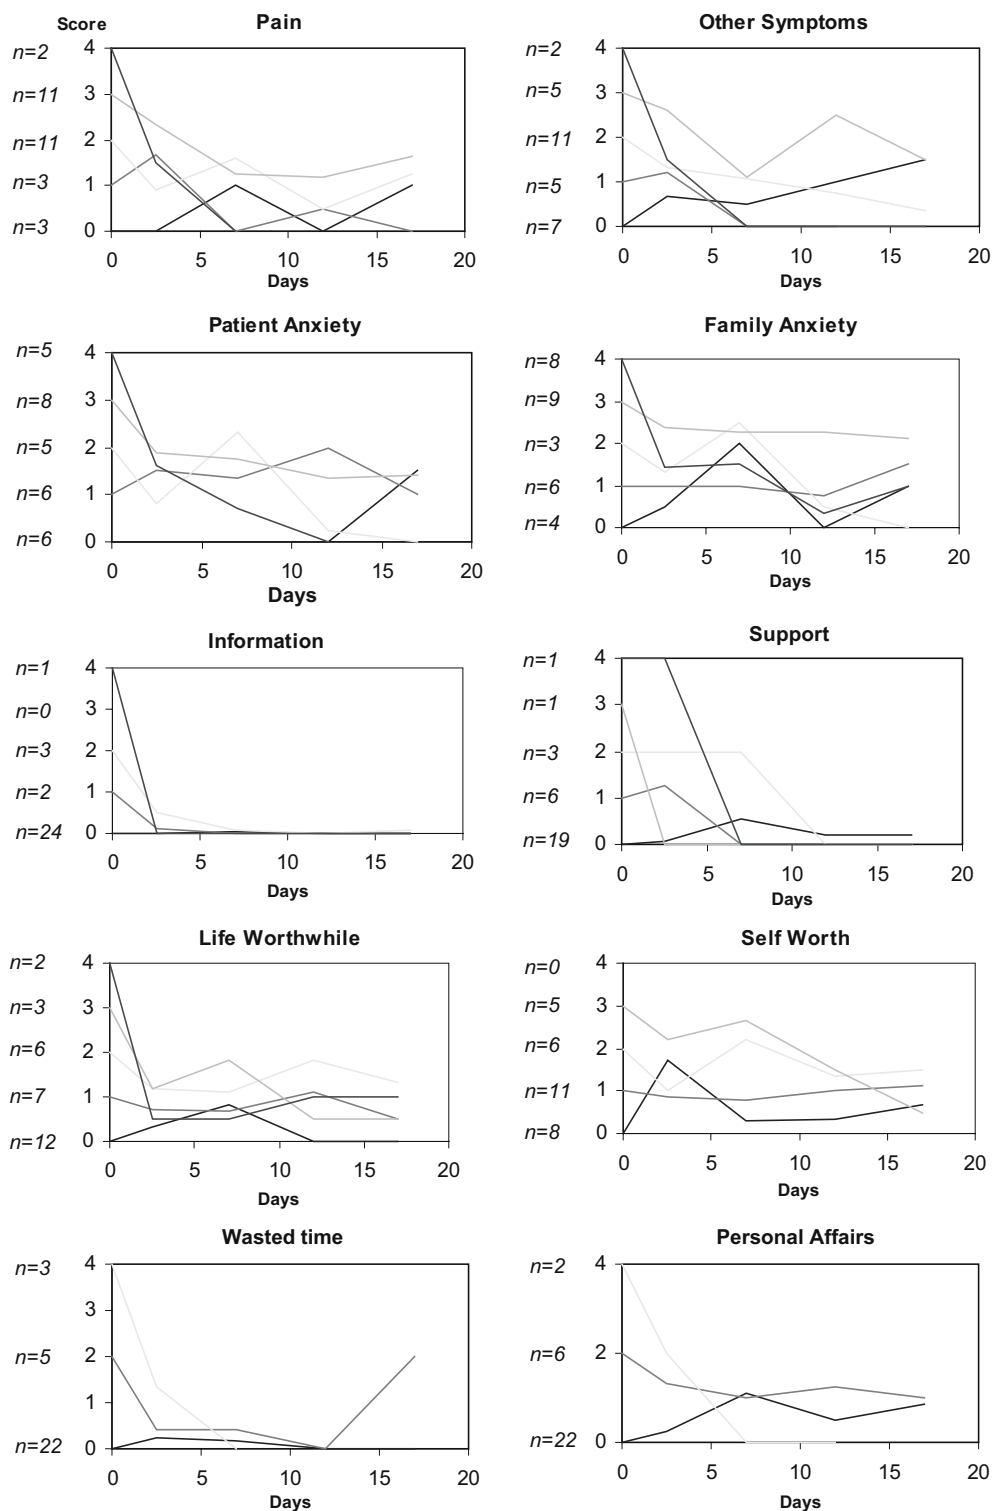 Score Pain
n=2 4
n=11 3
n=11 2
n=3 1
n=3 0
0 5 10 15 20
Days
Other Symptoms
n=2 4
n=5 3
n=11 2
n=5 1
n=7 0
0 5 10 15 20
Days
Patient Anxiety
n=5 4
n=8 3
n=5 2
n=6 1
n=6 0
0 5 10 15 20
Days
Family Anxiety
n=8 4
n=9 3
n=3 2
n=6 1
n=4 0
0 5 10 15 20
Days
Information
n=1 4
n=0 3
n=3 2
n=2 1
n=24 0
0 5 10 15 20
Days
Support
n=1 4
n=1 3
n=3 2
n=6 1
n=19 0
0 5 10 15 20
Days
Life Worthwhile
n=2 4
n=3 3
n=6 2
n=7 1
n=12 0
0 5 10 15 20
Days
Self Worth
n=0 4
n=5 3
n=6 2
n=11 1
n=8 0
0 5 10 15 20
Days
Wasted time
n=3 4
3
n=5 2
1
n=22 0
0 5 10 15 20
Days
Personal Affairs
n=2 4
n=6 2
n=22 0
0 5 10 15 20
Days